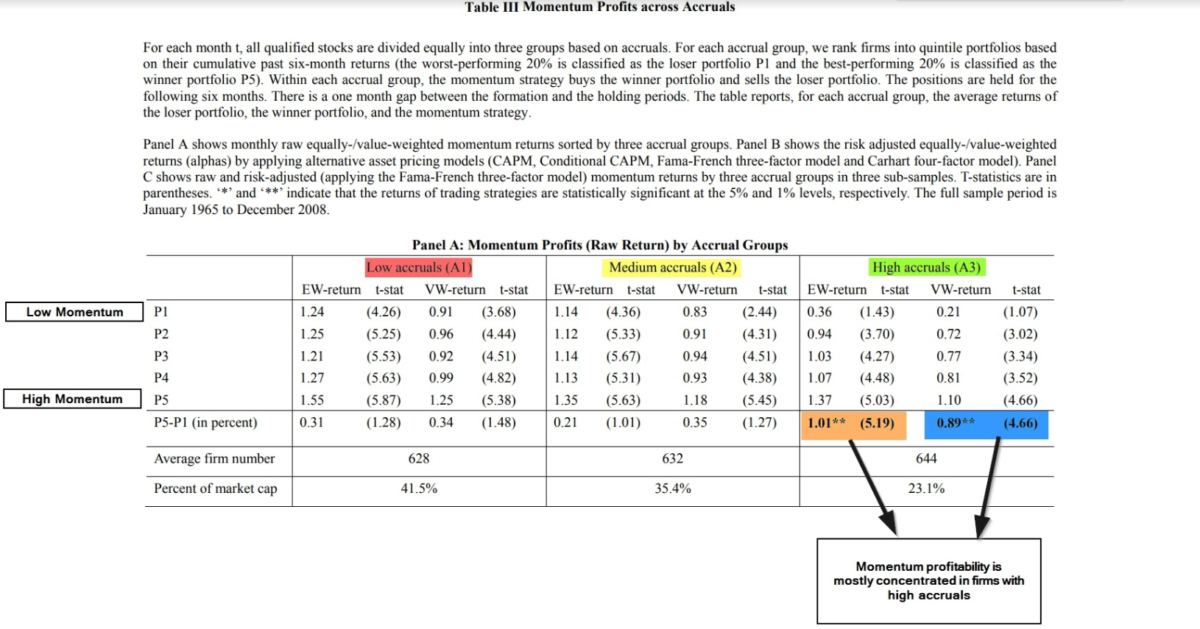 Table III Momentum Profits across Accruals
For each month t, all qualified stocks are divided equally into three groups based on accruals. For each accrual group, we rank firms into quintile portfolios based
on their cumulative past six-month returns (the worst-performing 20% is classified as the loser portfolio P1 and the best-performing 20% is classified as the
winner portfolio P5). Within each accrual group, the momentum strategy buys the winner portfolio and sells the loser portfolio. The positions are held for the
following six months. There is a one month gap between the formation and the holding periods. The table reports, for each accrual group, the average returns of
the loser portfolio, the winner portfolio, and the momentum strategy.
Panel A shows monthly raw equally-/value-weighted momentum returns sorted by three accrual groups. Panel B shows the risk adjusted equally-/value-weighted
returns (alphas) by applying alternative asset pricing models (CAPM, Conditional CAPM, Fama-French three-factor model and Carhart four-factor model). Panel
C shows raw and risk-adjusted (applying the Fama-French three-factor model) momentum returns by three accrual groups in three sub-samples. T-statistics are in
parentheses. ‘*’ and ‘**’ indicate that the returns of trading strategies are statistically significant at the 5% and 1% levels, respectively. The full sample period is
January 1965 to December 2008.
Panel A: Momentum Profits (Raw Return) by Accrual Groups
Low accruals (A1) Medium accruals (A2) High accruals (A3)
EW-return t-stat VW-return t-stat EW-return t-stat VW-return t-stat EW-return t-stat VW-return t-stat
Low Momentum P1 1.24 (4.26) 0.91 (3.68) 1.14 (4.36) 0.83 (2.44) 0.36 (1.43) 0.21 (1.07)
P2 1.25 (5.25) 0.96 (4.44) 1.12 (5.33) 0.91 (4.31) 0.94 (3.70) 0.72 (3.02)
P3 1.21 (5.53) 0.92 (4.51) 1.14 (5.67) 0.94 (4.51) 1.03 (4.27) 0.77 (3.34)
P4 1.27 (5.63) 0.99 (4.82) 1.13 (5.31) 0.93 (4.38) 1.07 (4.48) 0.81 (3.52)
High Momentum P5 1.55 (5.87) 1.25 (5.38) 1.35 (5.63) 1.18 (5.45) 1.37 (5.03) 1.10 (4.66)
P5-P1 (in percent) 0.31 (1.28) 0.34 (1.48) 0.21 (1.01) 0.35 (1.27) 1.01** (5.19) 0.89** (4.66)
Average firm number 628 632 644
Percent of market cap 41.5% 35.4% 23.1%
Momentum profitability is
mostly concentrated in firms with
high accruals